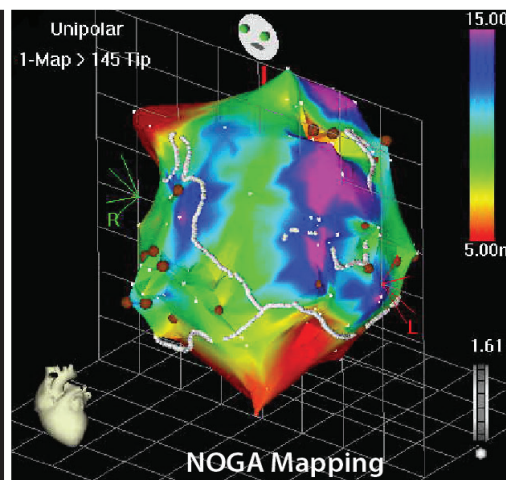 Unipolar
1-Map > 145 Tip
15.00
R
5.00m
L
1.61
NOGA Mapping